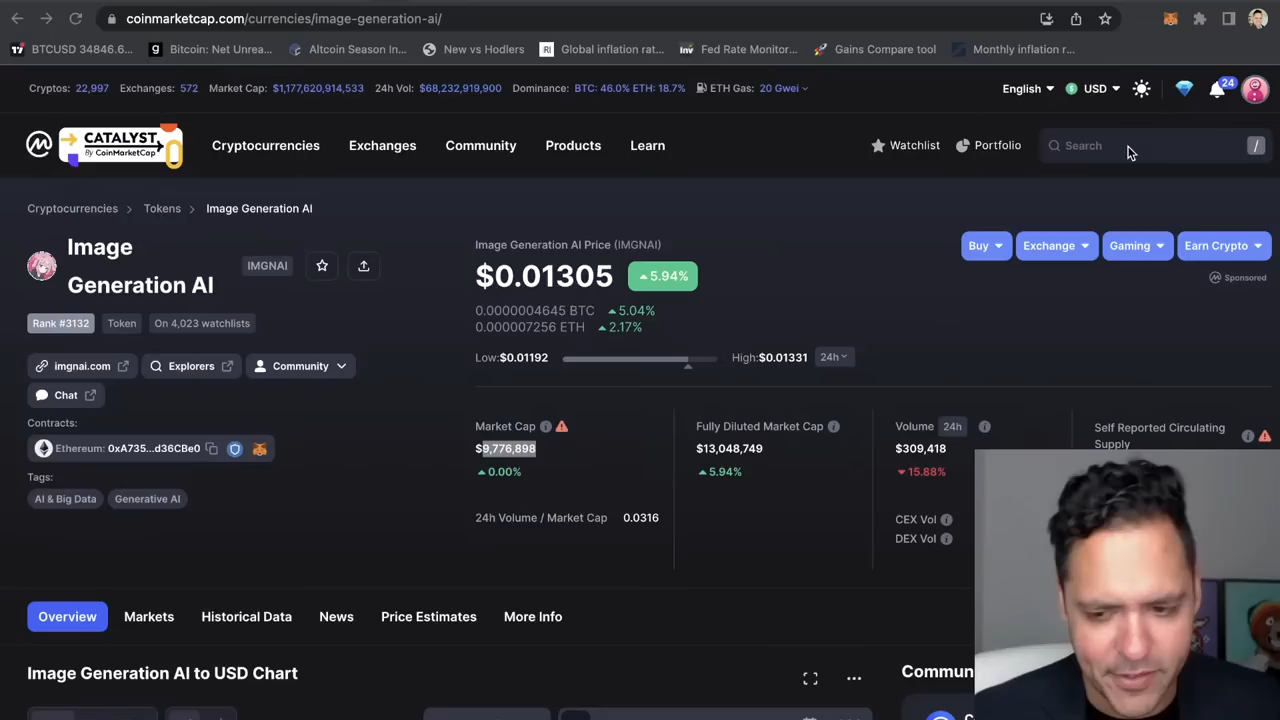 coinmarketcap.com/currencies/image-generation-ai/
BTCUSD 34846.6... Bitcoin: Net Unrea... Altcoin Season In... New vs Hodlers Global inflation rat... Fed Rate Monitor... Gains Compare tool Monthly inflation r...
Cryptos: 22,997 Exchanges: 572 Market Cap: $1,177,620,914,533 24h Vol: $68,232,919,900 Dominance: BTC: 46.0% ETH: 18.7% ETH Gas: 20 Gwei English USD 24
CATALYST
By CoinMarketCap
Cryptocurrencies Exchanges Community Products Learn Watchlist Portfolio Search /
Cryptocurrencies > Tokens > Image Generation AI
Image
Generation AI
IMGNAI
Rank #3132 Token On 4,023 watchlists
imgnai.com Explorers Community
Chat
Contracts:
Ethereum: 0xA735...d36CBe0
Tags:
AI & Big Data Generative AI
Image Generation AI Price (IMGNAI)
$0.01305 5.94%
0.0000004645 BTC 5.04%
0.000007256 ETH 2.17%
Low:$0.01192 High:$0.01331 24h
Buy Exchange Gaming Earn Crypto
Sponsored
Market Cap
$9,776,898
0.00%
24h Volume / Market Cap 0.0316
Fully Diluted Market Cap
$13,048,749
5.94%
Volume 24h
$309,418
15.88%
CEX Vol
DEX Vol
Self Reported Circulating
Supply
Overview Markets Historical Data News Price Estimates More Info
Image Generation AI to USD Chart
Commun